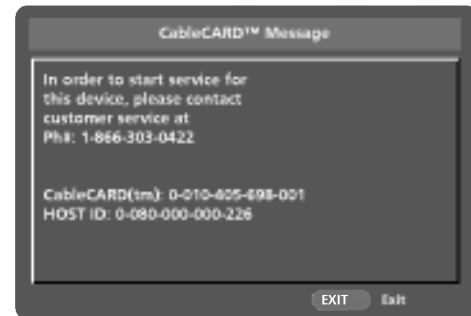 CableCARD™ Message
In order to start service for
this device, please contact
customer service at
Ph#: 1-866-303-0422
CableCARD(tm): 0-010-405-698-001
HOST ID: 0-080-000-000-226
EXIT Exit